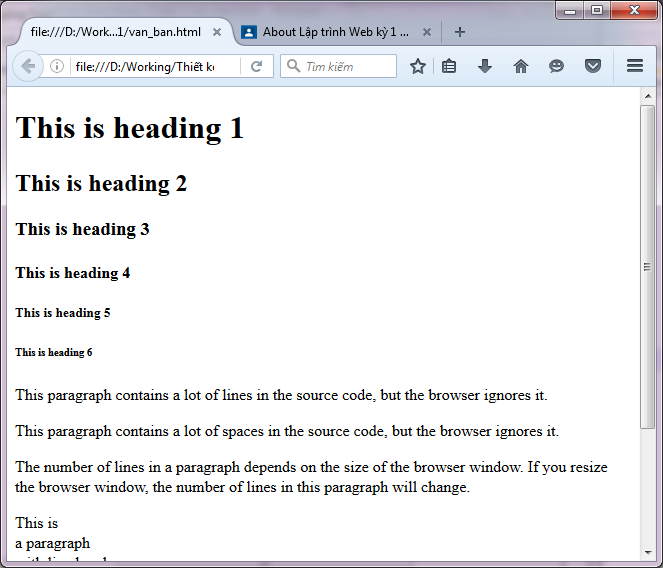 file:///D:/Work...1/van_ban.html
About Lập trình Web kỳ 1 ...
file:///D:/Working/Thiết kế
Tìm kiếm
This is heading 1
This is heading 2
This is heading 3
This is heading 4
This is heading 5
This is heading 6
This paragraph contains a lot of lines in the source code, but the browser ignores it.
This paragraph contains a lot of spaces in the source code, but the browser ignores it.
The number of lines in a paragraph depends on the size of the browser window. If you resize
the browser window, the number of lines in this paragraph will change.
This is
a paragraph